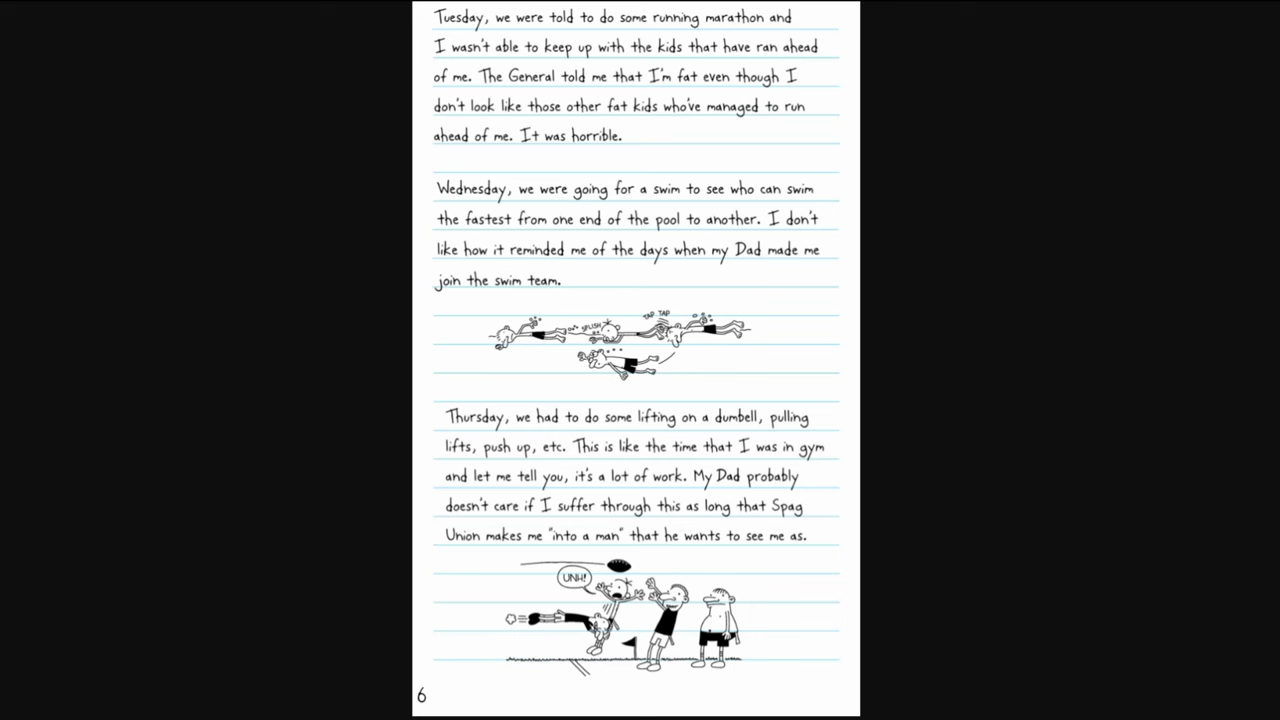 Tuesday, we were told to do some running marathon and
I wasn't able to keep up with the kids that have ran ahead
of me. The General told me that I'm fat even though I
don't look like those other fat kids who've managed to run
ahead of me. It was horrible.
Wednesday, we were going for a swim to see who can swim
the fastest from one end of the pool to another. I don't
like how it reminded me of the days when my Dad made me
join the swim team.
TAP TAP
SPLISH
Thursday, we had to do some lifting on a dumbell, pulling
lifts, push up, etc. This is like the time that I was in gym
and let me tell you, it's a lot of work. My Dad probably
doesn't care if I suffer through this as long that Spag
Union makes me "into a man" that he wants to see me as.
UNH!
6